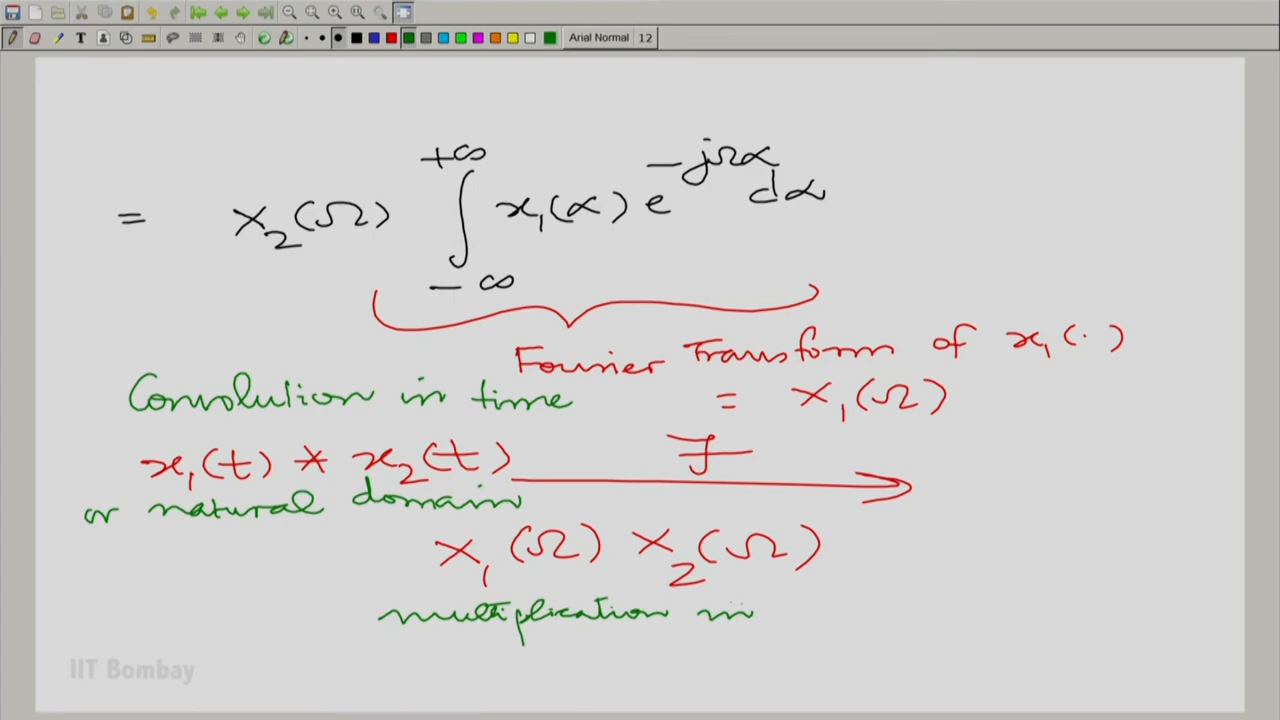 Arial Normal 12
+∞ -jΩα
= X₂(Ω) ∫ x₁(α) e dα
- ∞
Fourier Transform of x₁(·)
Convolution in time = X₁(Ω)
x₁(t) * x₂(t) F
or natural domain
X₁(Ω) X₂(Ω)
multiplication in
IIT Bombay